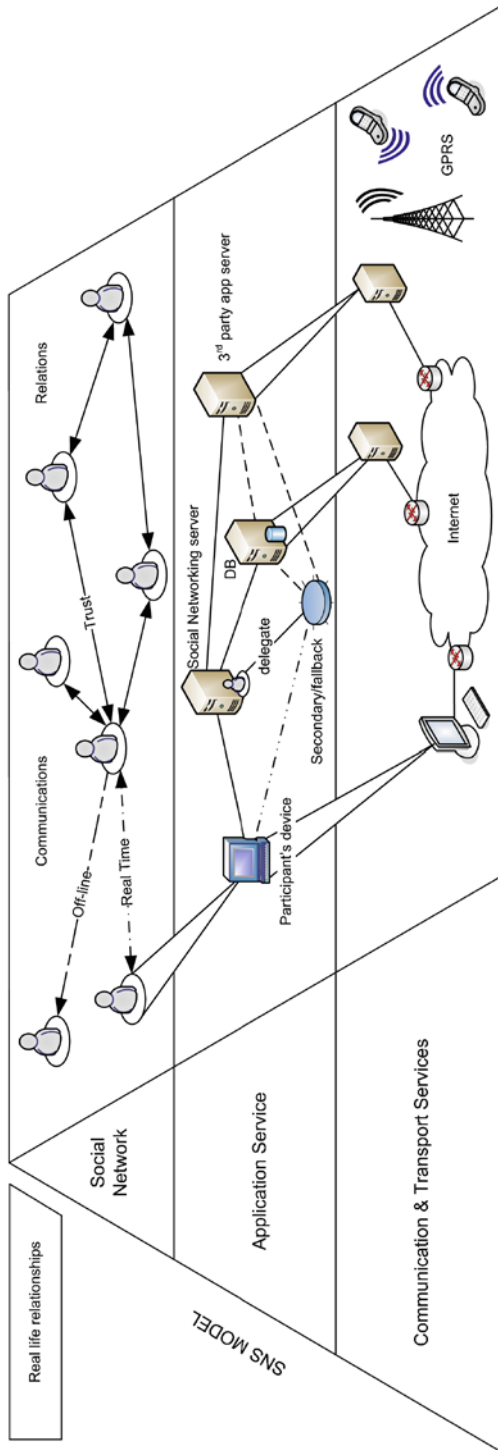 Real life relationships
SNS MODEL
Social
Network
Communications
Relations
Off-line
Real Time
Trust
Application Service
Social Networking server
3rd party app server
DB
delegate
Participant's device
Secondary/fallback
Communication & Transport Services
Internet
GPRS